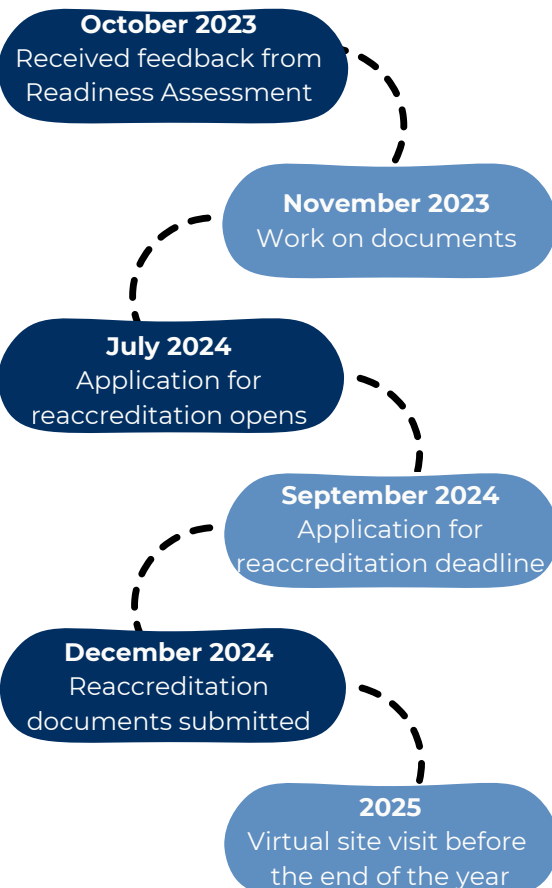 October 2023
Received feedback from
Readiness Assessment
November 2023
Work on documents
July 2024
Application for
reaccreditation opens
September 2024
Application for
reaccreditation deadline
December 2024
Reaccreditation
documents submitted
2025
Virtual site visit before
the end of the year